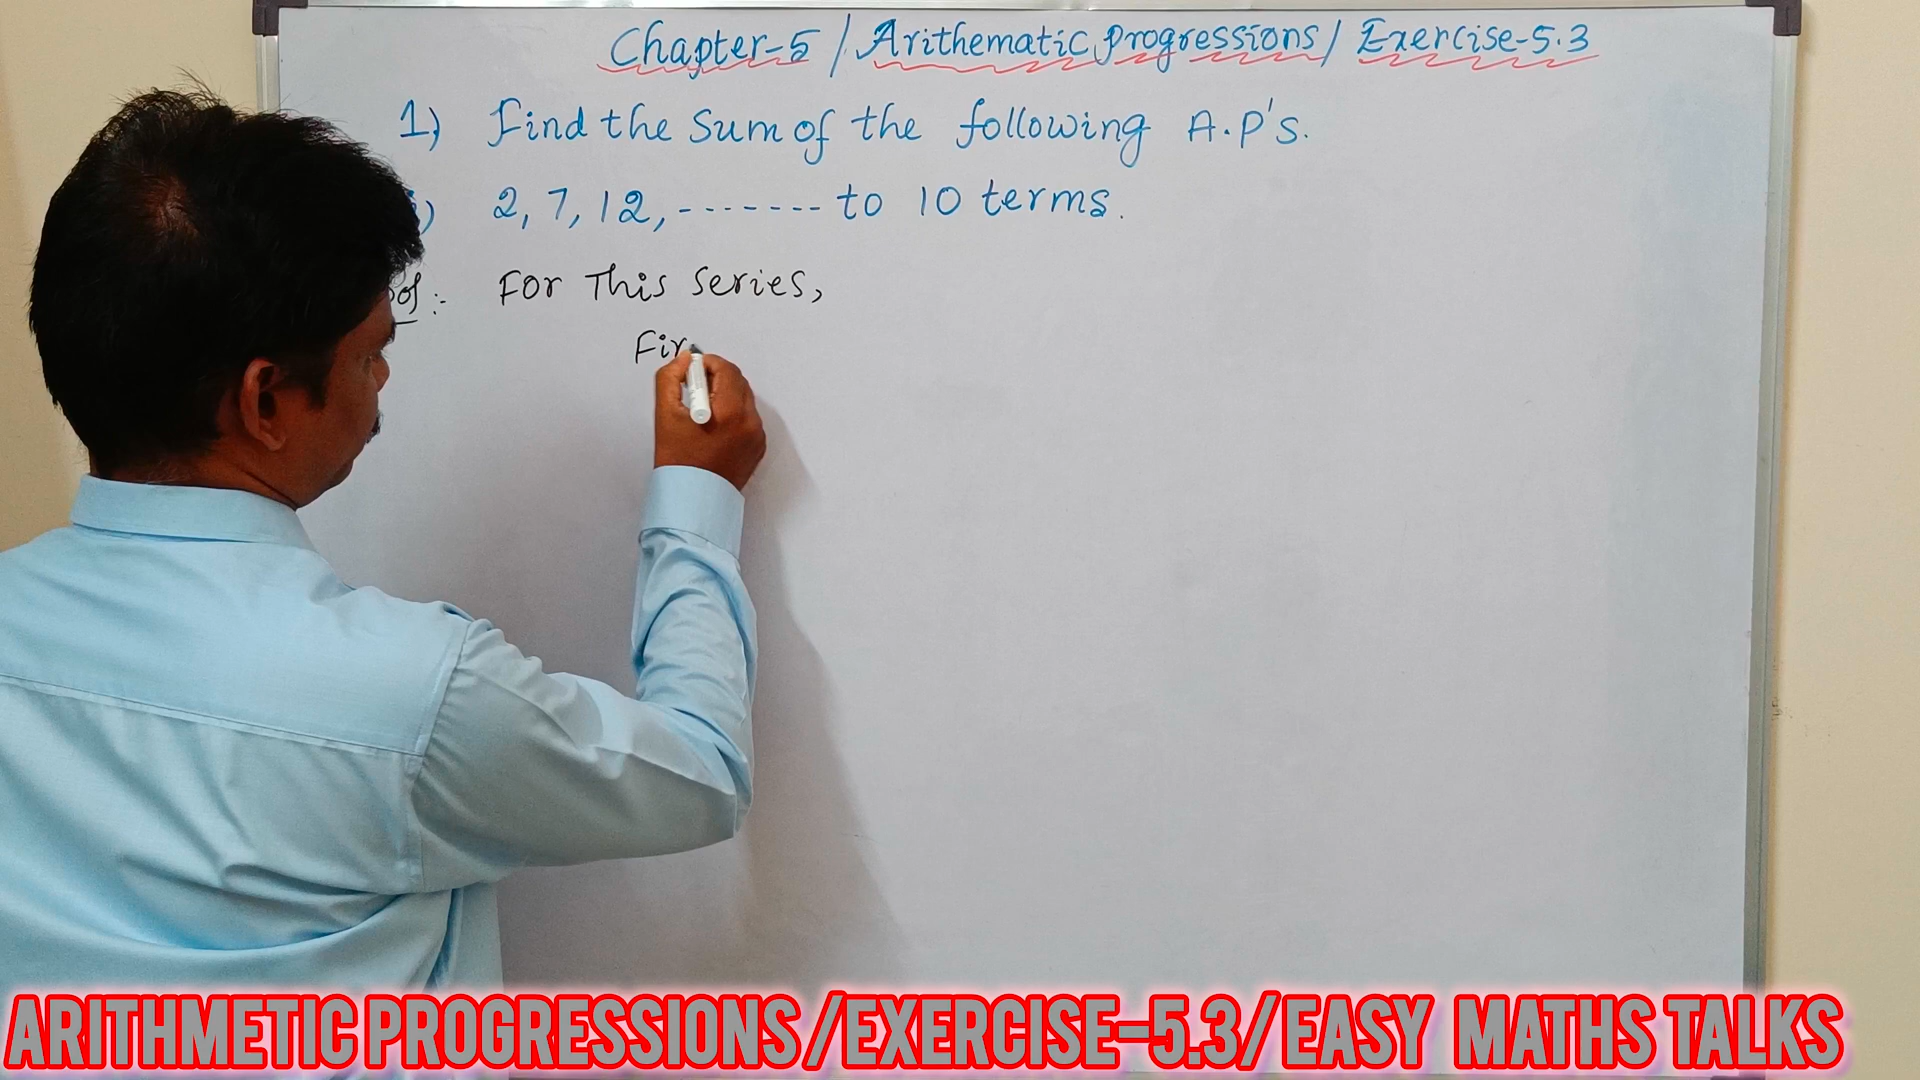 Chapter-5 / Arithematic Progressions / Exercise-5.3
1) Find the Sum of the following A.P's.
) 2, 7, 12, ------- to 10 terms.
For This series,
Fir
ARITHMETIC PROGRESSIONS /EXERCISE-5.3/ EASY MATHS TALKS